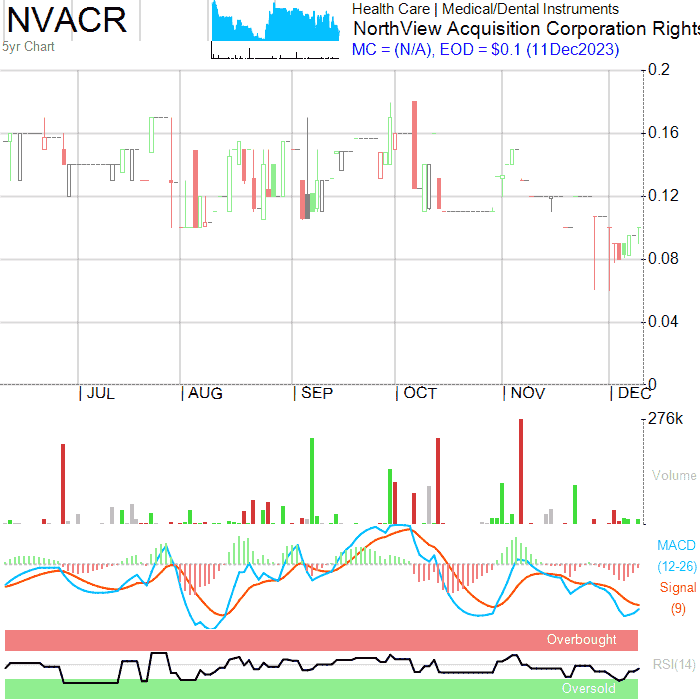 NVACR
5yr Chart
Health Care | Medical/Dental Instruments
NorthView Acquisition Corporation Rights
MC = (N/A), EOD = $0.1 (11Dec2023)
0.2
0.16
0.12
0.08
0.04
0
| JUL | AUG | SEP | OCT | NOV | DEC
276k
Volume
MACD
(12-26)
Signal
(9)
Overbought
RSI(14)
Oversold